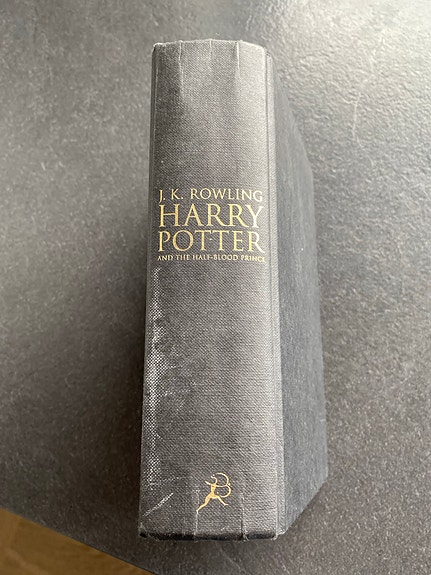 J. K. ROWLING
HARRY
POTTER
AND THE HALF-BLOOD PRINCE